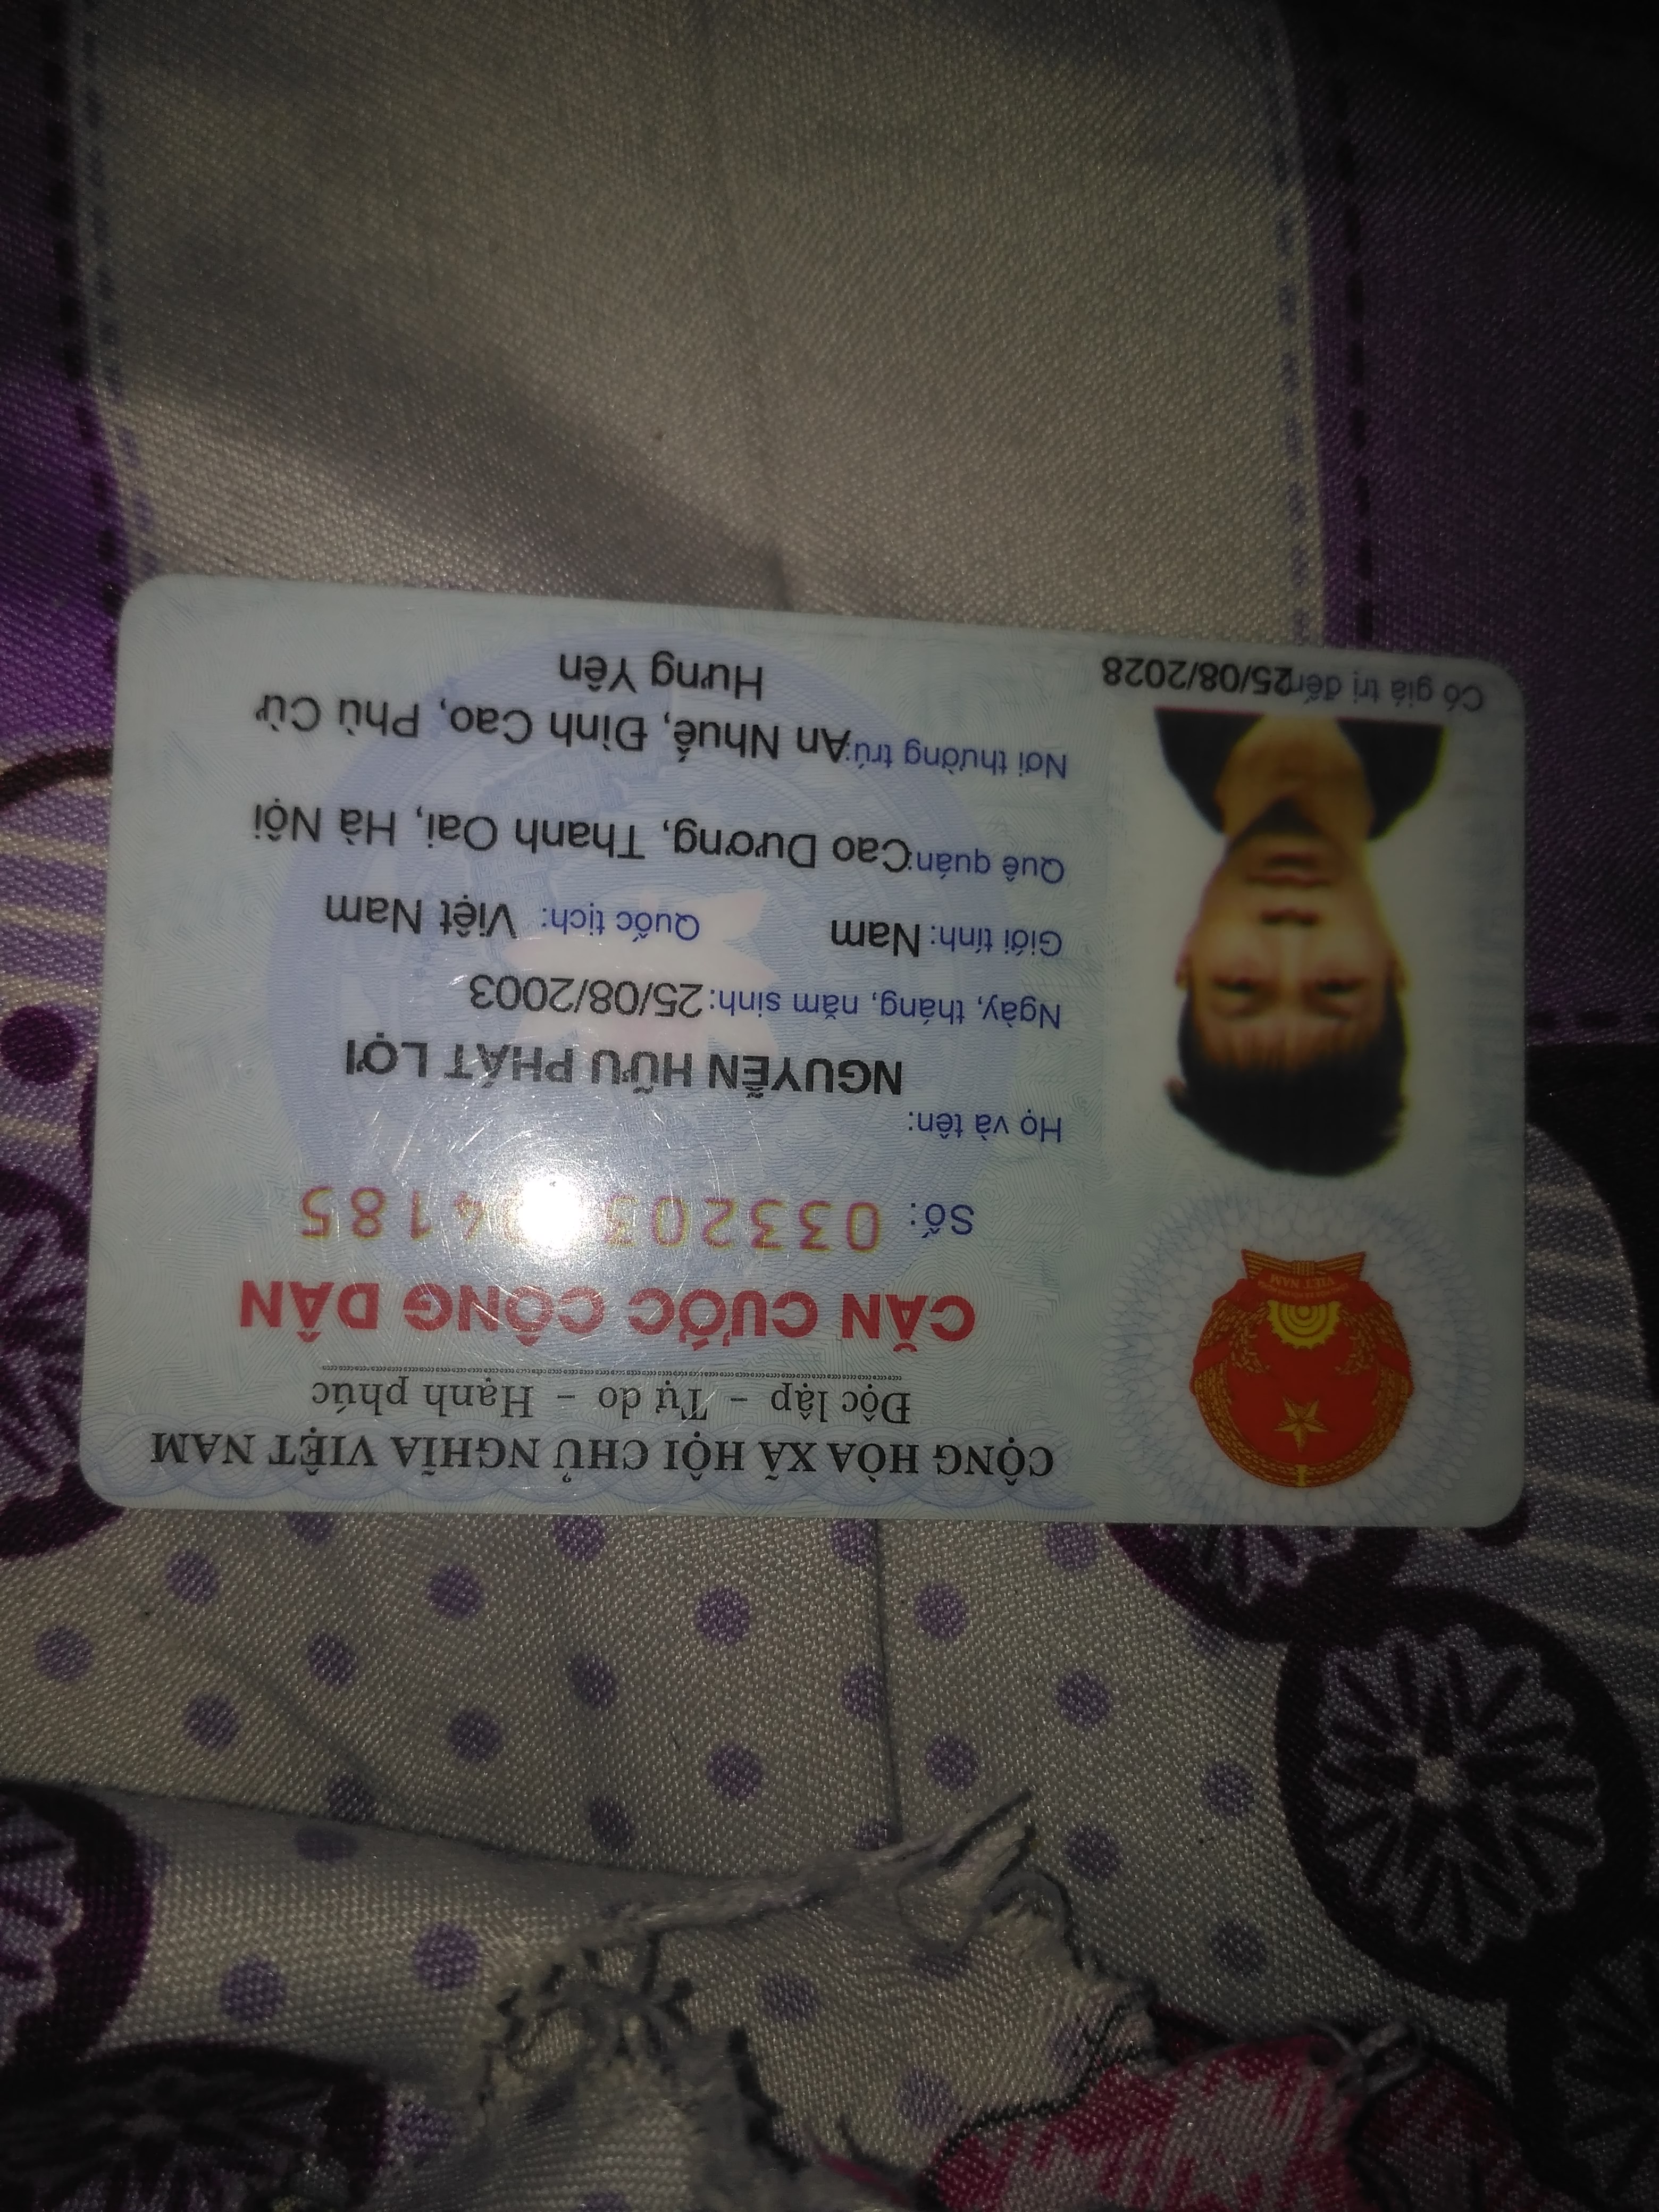 CỘNG HÒA XÃ HỘI CHỦ NGHĨA VIỆT NAM
Độc lập - Tự do - Hạnh phúc
CĂN CƯỚC CÔNG DÂN
Số:
Họ và tên:
NGUYỄN HỮU PHÁT LỢI
Ngày, tháng, năm sinh: 25/08/2003
Giới tính: Nam Quốc tịch: Việt Nam
Quê quán: Cao Dương, Thanh Oai, Hà Nội
Nơi thường trú: An Nhuế, Đình Cao, Phù Cừ
Hưng Yên
Có giá trị đến: 25/08/2028